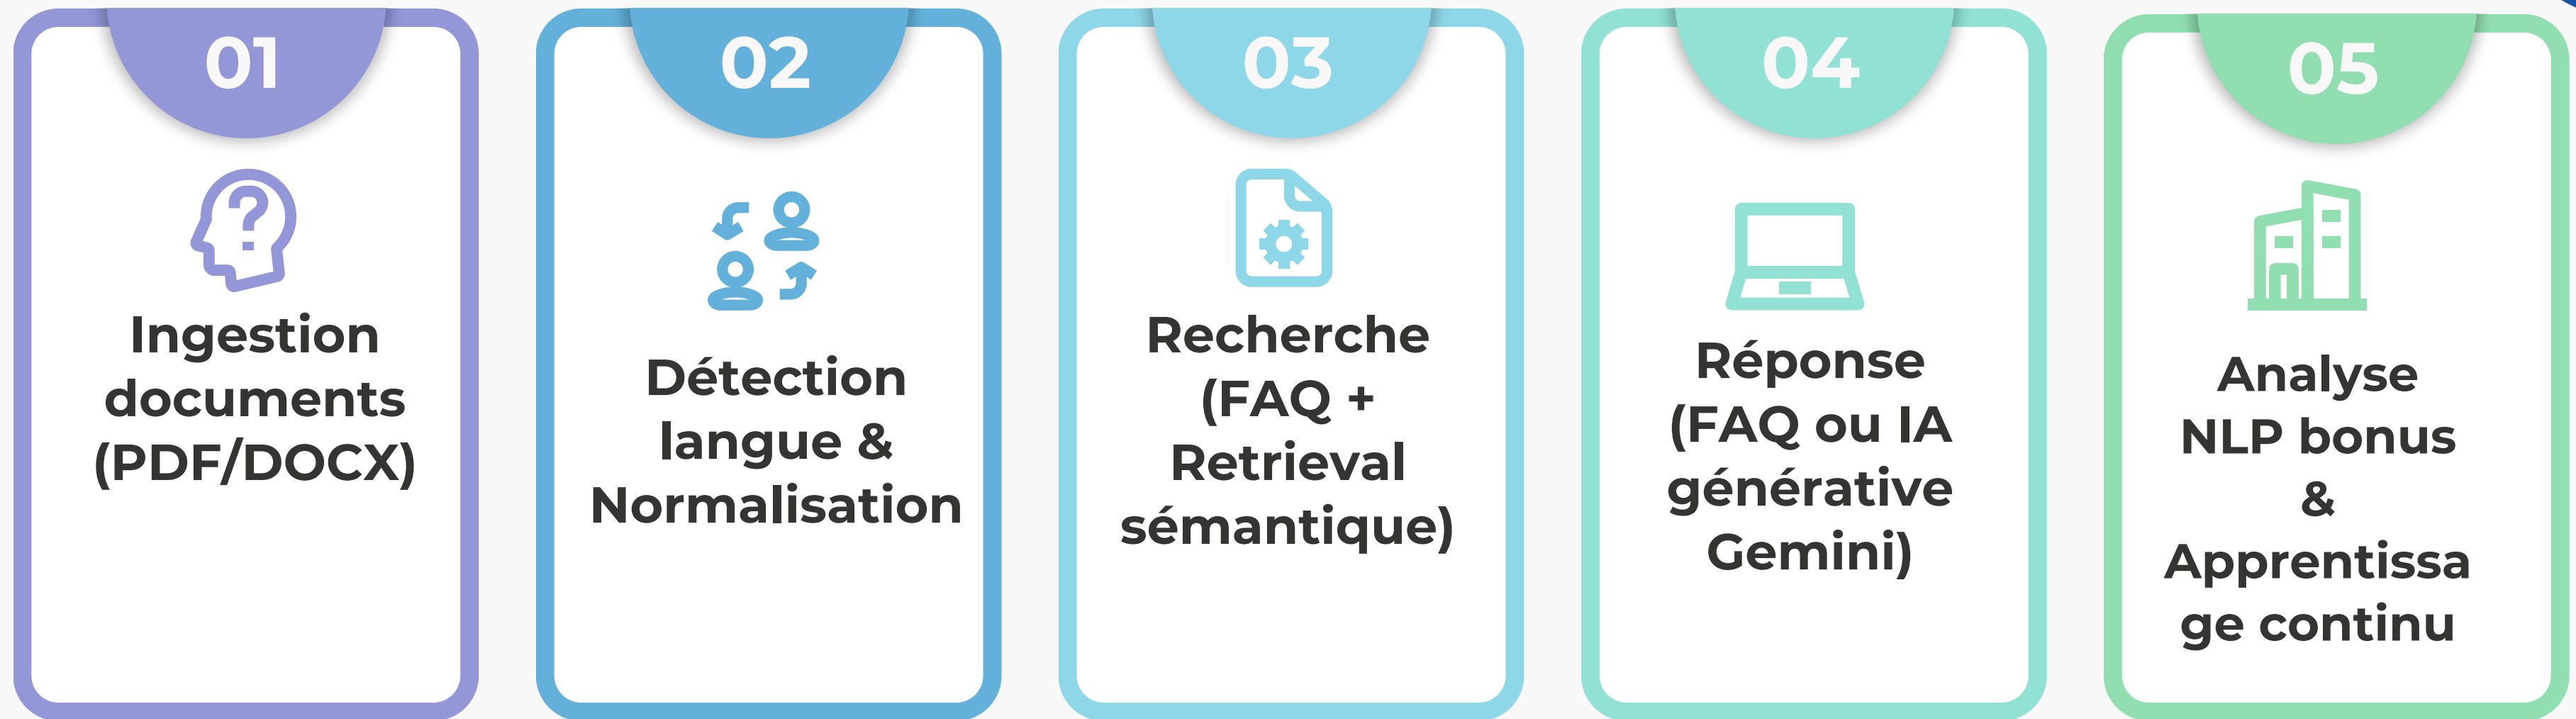 01
Ingestion
documents
(PDF/DOCX)
02
Détection
langue &
Normalisation
03
Recherche
(FAQ +
Retrieval
sémantique)
04
Réponse
(FAQ ou IA
générative
Gemini)
05
Analyse
NLP bonus
&
Apprentissa
ge continu